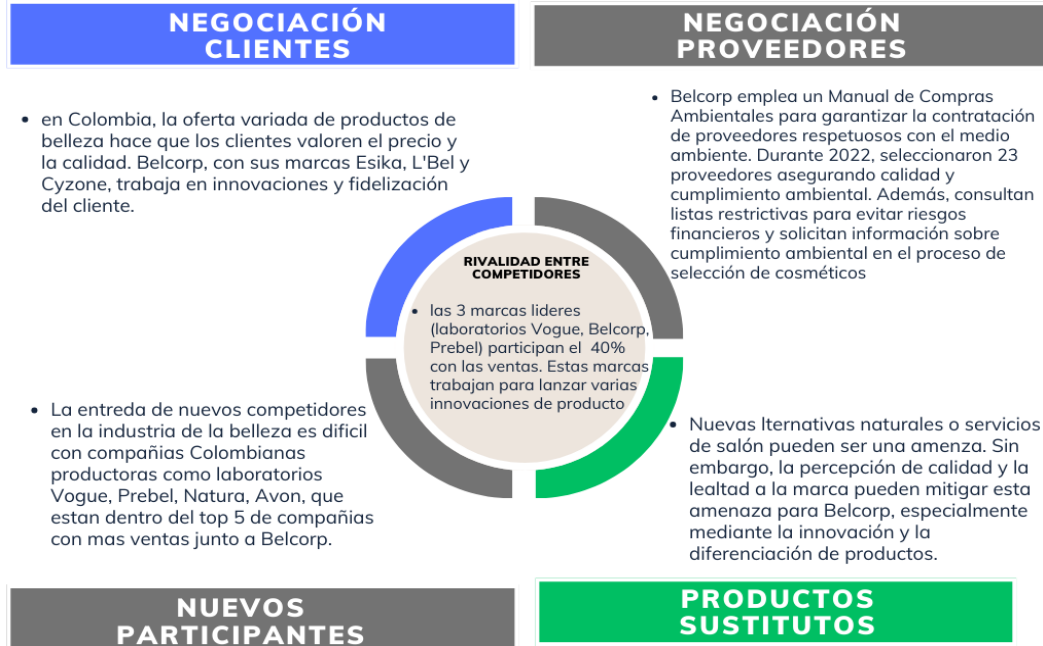 NEGOCIACIÓN
CLIENTES
en Colombia, la oferta variada de productos de
belleza hace que los clientes valoren el precio y
la calidad. Belcorp, con sus marcas Esika, L'Bel y
Cyzone, trabaja en innovaciones y fidelización
del cliente.
NEGOCIACIÓN
PROVEEDORES
Belcorp emplea un Manual de Compras
Ambientales para garantizar la contratación
de proveedores respetuosos con el medio
ambiente. Durante 2022, seleccionaron 23
proveedores asegurando calidad y
cumplimiento ambiental. Además, consultan
listas restrictivas para evitar riesgos
financieros y solicitan información sobre
cumplimiento ambiental en el proceso de
selección de cosméticos
RIVALIDAD ENTRE
COMPETIDORES
las 3 marcas lideres
(laboratorios Vogue, Belcorp,
Prebel) participan el 40%
con las ventas. Estas marcas
trabajan para lanzar varias
innovaciones de producto
La entreda de nuevos competidores
en la industria de la belleza es dificil
con compañias Colombianas
productoras como laboratorios
Vogue, Prebel, Natura, Avon, que
estan dentro del top 5 de compañias
con mas ventas junto a Belcorp.
NUEVOS
PARTICIPANTES
Nuevas lternativas naturales o servicios
de salón pueden ser una amenza. Sin
embargo, la percepción de calidad y la
lealtad a la marca pueden mitigar esta
amenaza para Belcorp, especialmente
mediante la innovación y la
diferenciación de productos.
PRODUCTOS
SUSTITUTOS